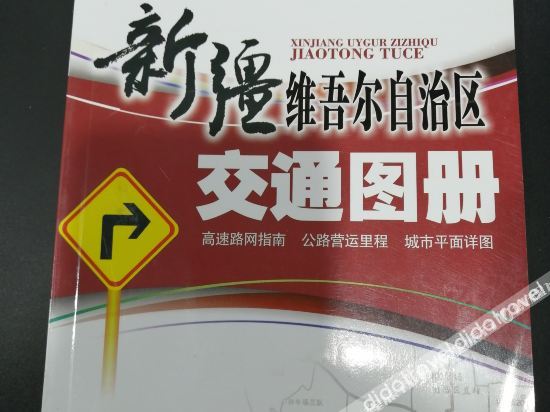 新疆
XINJIANG UYGUR ZIZHIQU
JIAOTONG TUCE
维吾尔自治区
交通图册
高速路网指南 公路营运里程 城市平面详图
didatravel